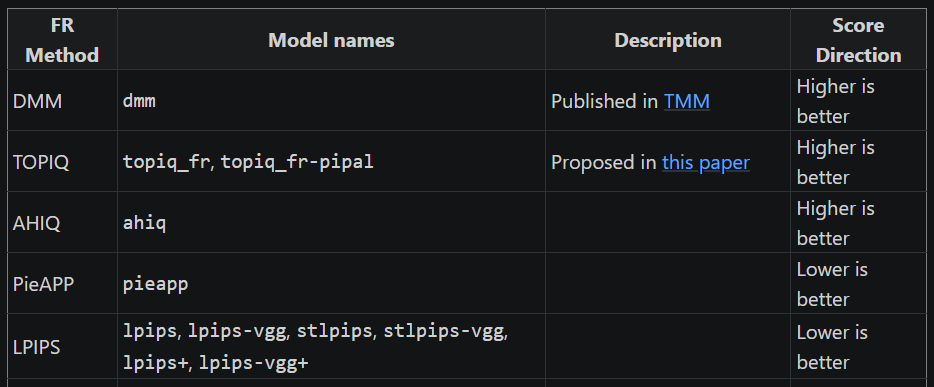 FR Method Model names Description Score Direction
DMM dmm Published in TMM Higher is better
TOPIQ topiq_fr, topiq_fr-pipal Proposed in this paper Higher is better
AHIQ ahiq Higher is better
PieAPP pieapp Lower is better
LPIPS lpips, lpips-vgg, stlpips, stlpips-vgg, lpips+, lpips-vgg+ Lower is better